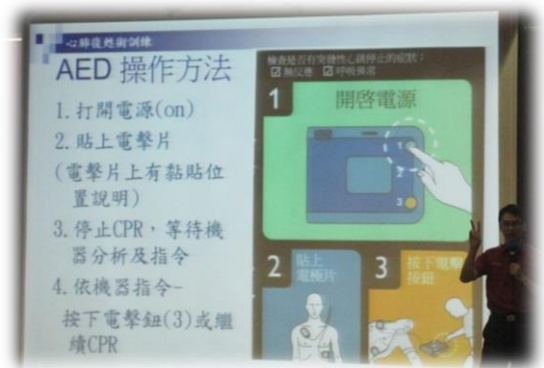 心肺復甦術訓練
AED 操作方法
1.打開電源(on)
2.貼上電擊片
(電擊片上有黏貼位
置說明)
3.停止CPR，等待機
器分析及指令
4.依機器指令-
按下電擊鈕(3)或繼
續CPR
檢查是否有突發性心跳停止的症狀：
☑ 無反應 ☑ 呼吸異常
1
開啟電源
1
2
3
2
貼上
電極片
3
按下電擊
按鈕